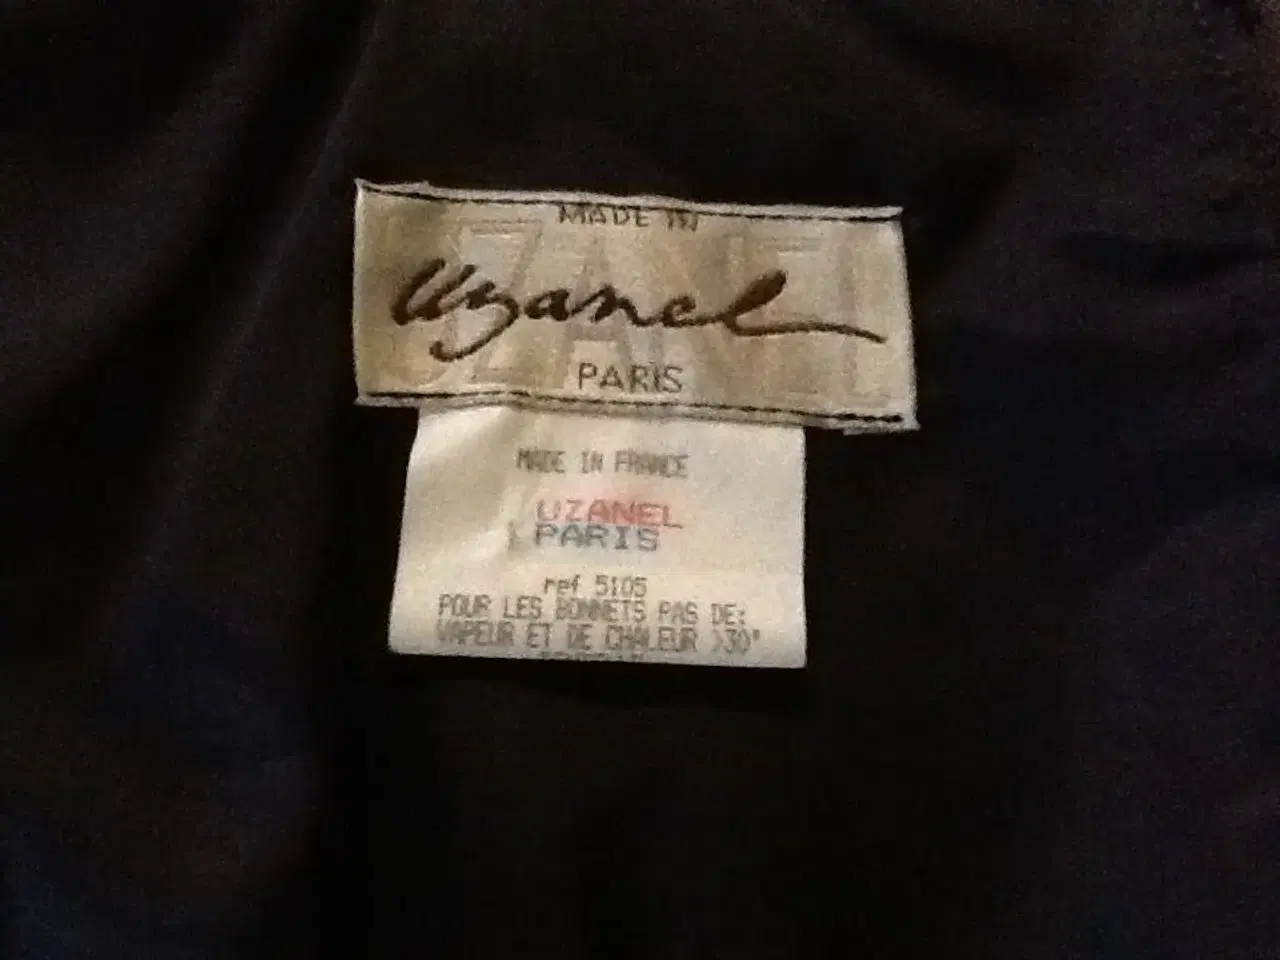 MADE IN
Uzanel
PARIS
MADE IN FRANCE
UZANEL
PARIS
ref 5105
POUR LES BONNETS PAS DE:
VAPEUR ET DE CHALEUR >30°